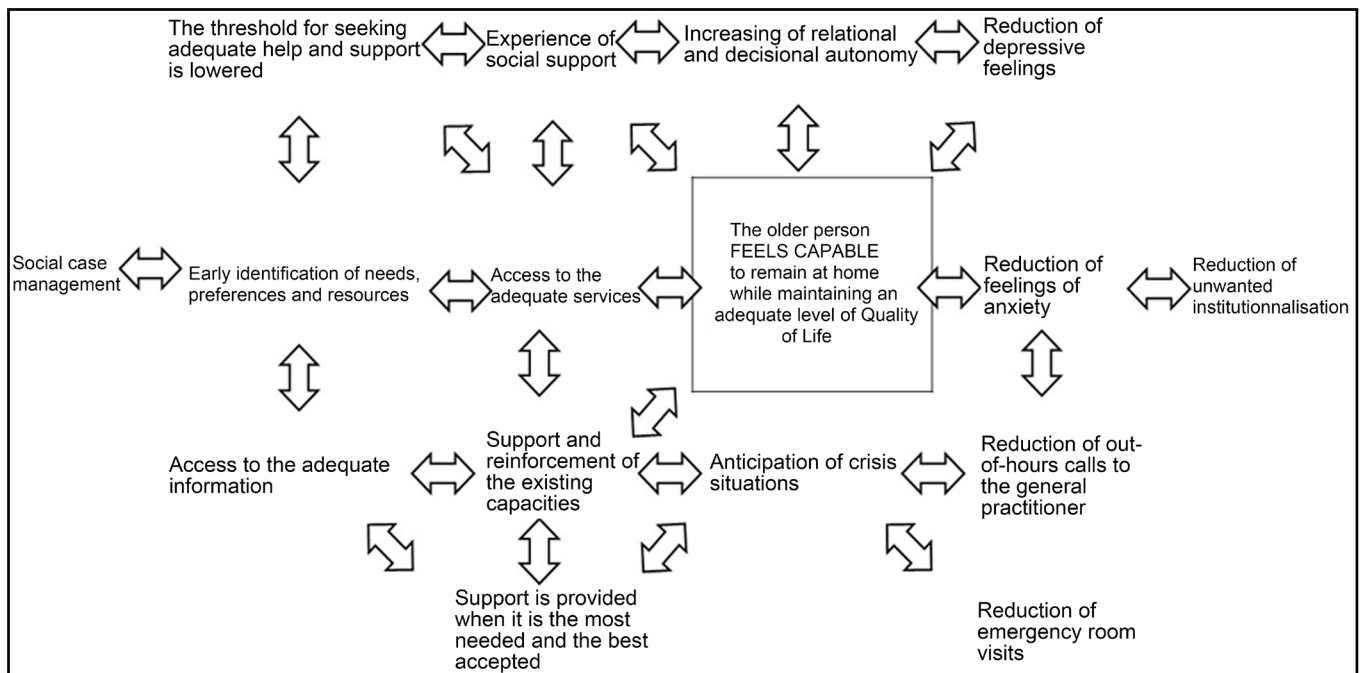 The threshold for seeking
adequate help and support
is lowered
Experience of
social support
Increasing of relational
and decisional autonomy
Reduction of
depressive
feelings
Social case
management
Early identification of needs,
preferences and resources
Access to the
adequate services
The older person
FEELS CAPABLE
to remain at home
while maintaining an
adequate level of Quality
of Life
Reduction of
feelings of
anxiety
Reduction of
unwanted
institutionnalisation
Access to the adequate
information
Support and
reinforcement of
the existing
capacities
Anticipation of crisis
situations
Reduction of out-
of-hours calls to
the general
practitioner
Support is provided
when it is the most
needed and the best
accepted
Reduction of
emergency room
visits